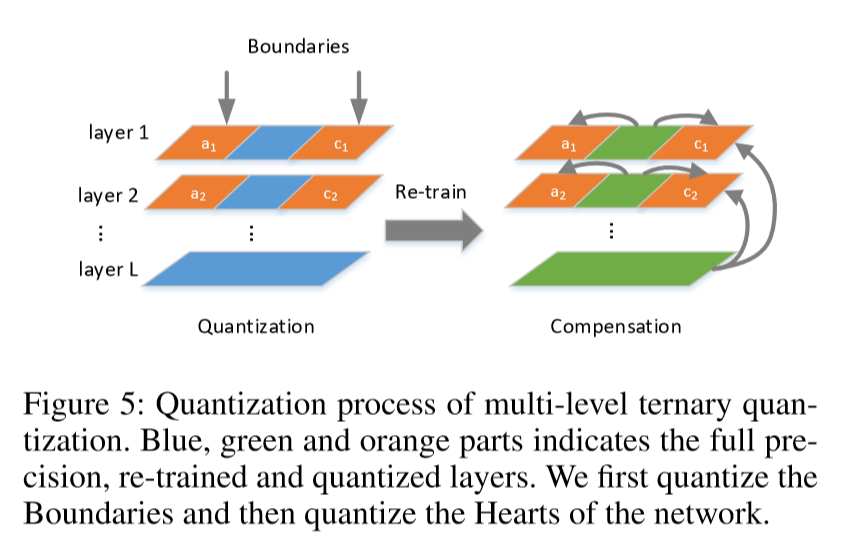 Boundaries
layer 1
a₁
c₁
a₁
c₁
layer 2
a₂
c₂
Re-train
a₂
c₂
⋮
⋮
⋮
layer L
Quantization
Compensation
Figure 5: Quantization process of multi-level ternary quan-
tization. Blue, green and orange parts indicates the full pre-
cision, re-trained and quantized layers. We first quantize the
Boundaries and then quantize the Hearts of the network.